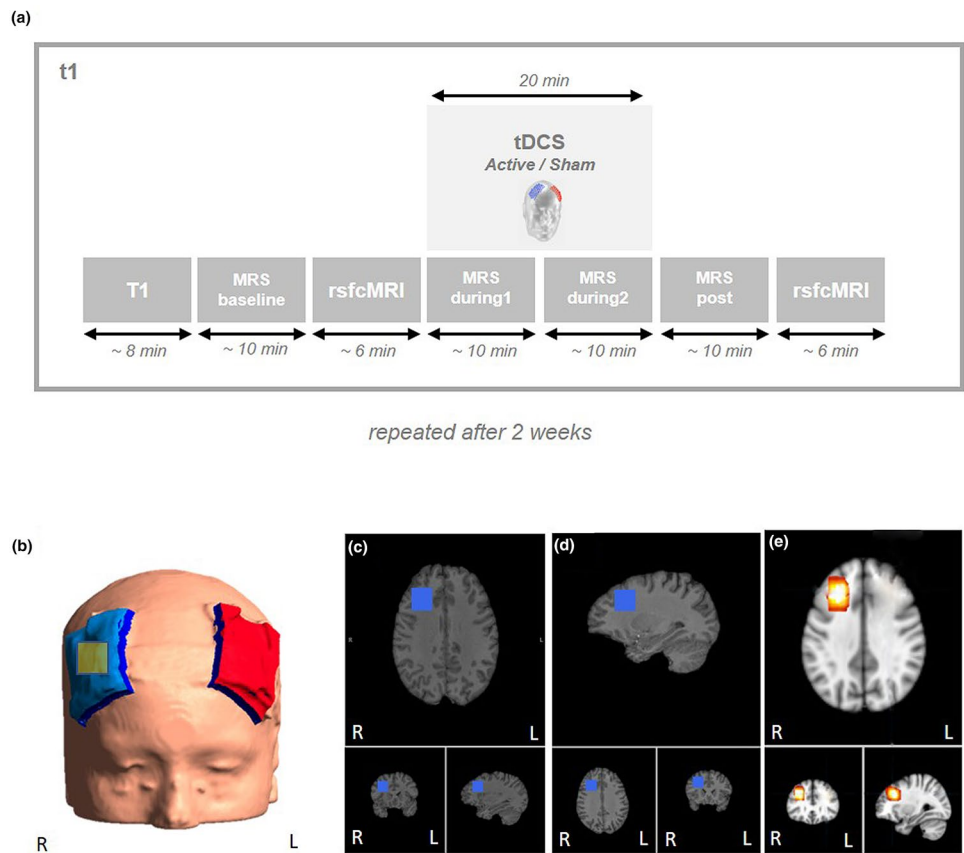 (a)
t1
20 min
tDCS
Active / Sham
T1
MRS
baseline
rsfcMRI
MRS
during1
MRS
during2
MRS
post
rsfcMRI
~ 8 min
~ 10 min
~ 6 min
~ 10 min
~ 10 min
~ 10 min
~ 6 min
repeated after 2 weeks
(b)
R
L
(c)
R
L
R
L
R
L
(d)
R
L
R
L
(e)
R
L
R
L